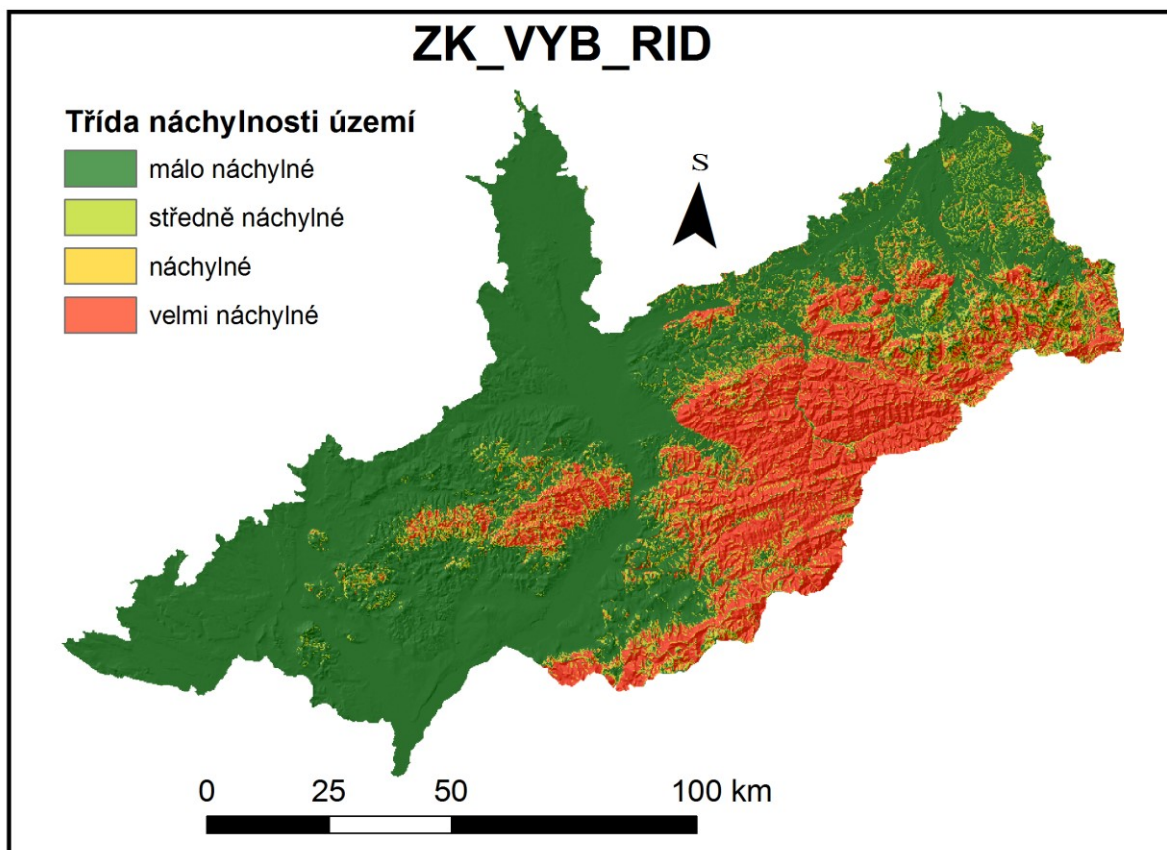 ZK_VYB_RID
Třída náchylnosti území
málo náchylné
středně náchylné
náchylné
velmi náchylné
S
0 25 50 100 km